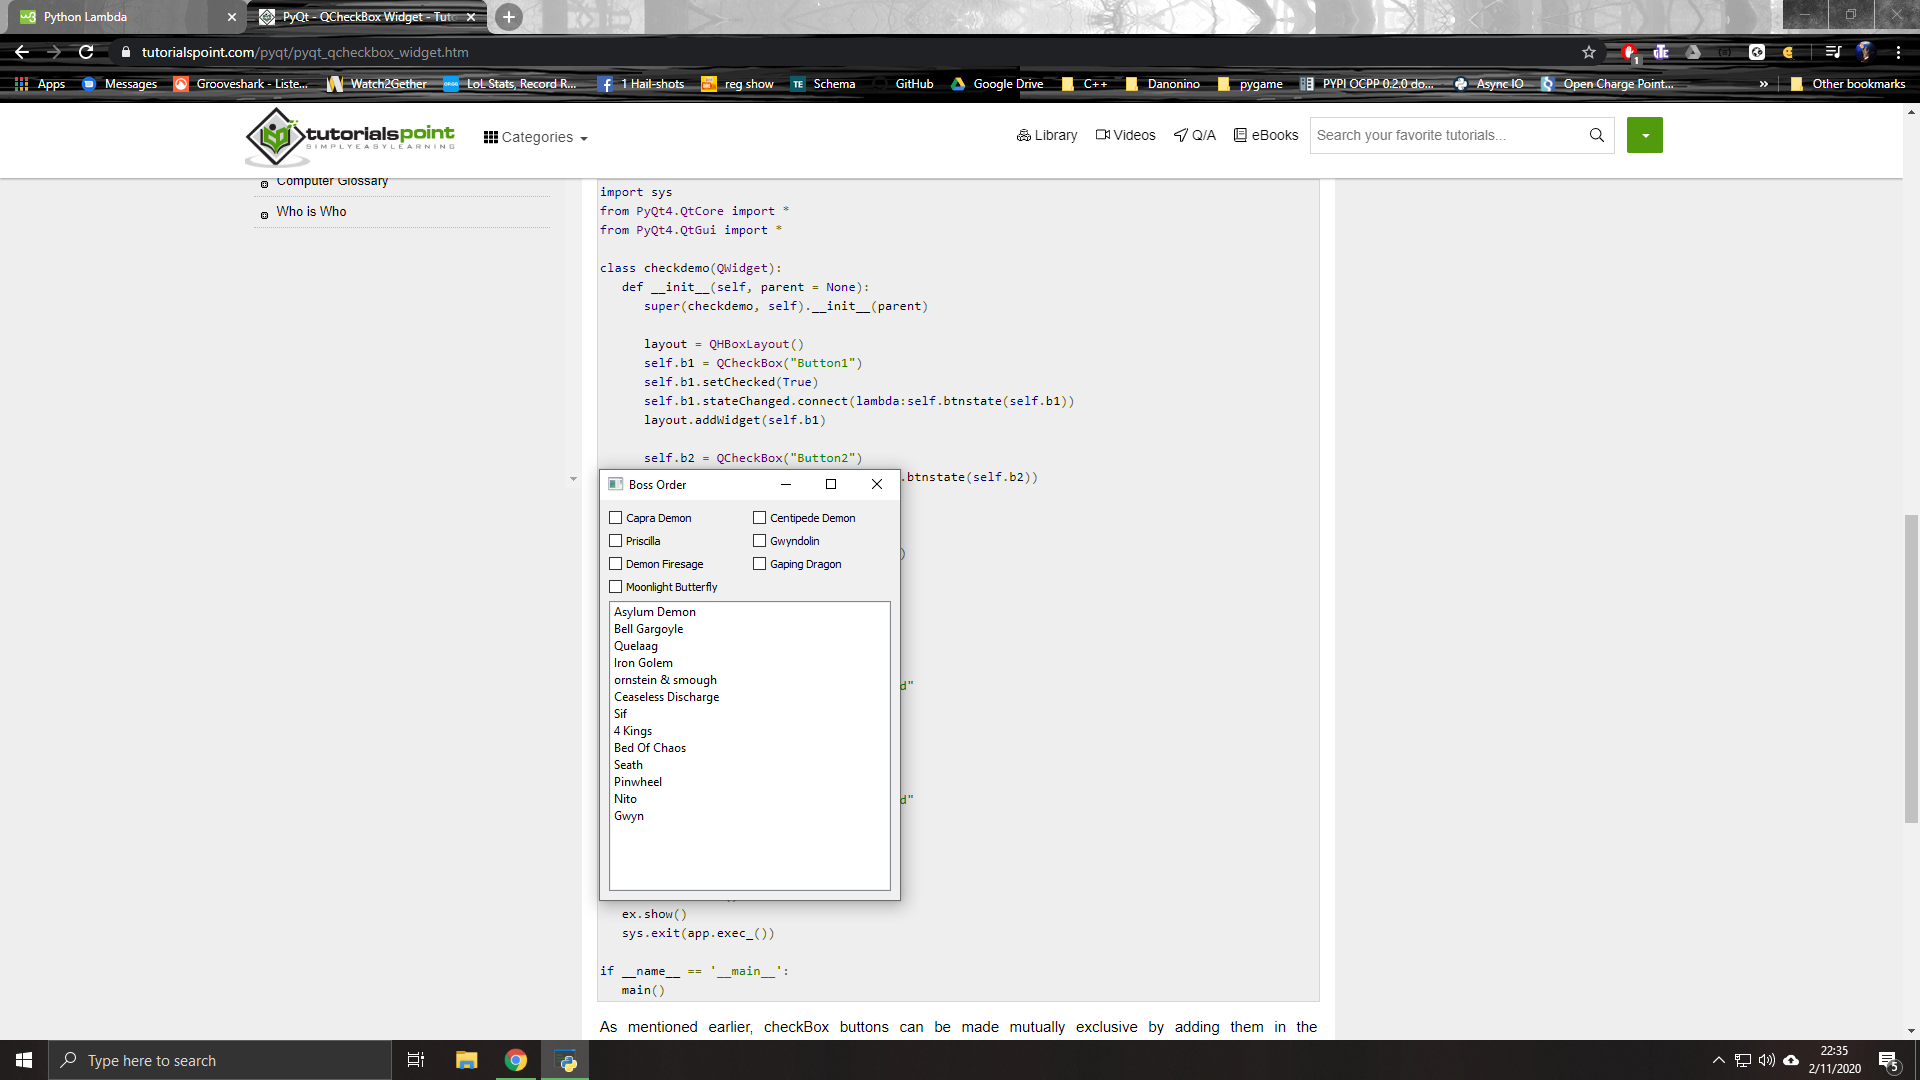 Python Lambda
PyQt - QCheckBox Widget - Tuto
tutorialspoint.com/pyqt/pyqt_qcheckbox_widget.htm
1
Apps
Messages
Grooveshark - Liste...
Watch2Gether
LoL Stats, Record R...
1 Hail-shots
reg show
TE
Schema
GitHub
Google Drive
C++
Danonino
pygame
PYPI OCPP 0.2.0 do...
Async IO
Open Charge Point...
»
Other bookmarks
tutorialspoint
SIMPLYEASYLEARNING
Categories
Library
Videos
Q/A
eBooks
Search your favorite tutorials...
Computer Glossary
Who is Who
import sys
from PyQt4.QtCore import *
from PyQt4.QtGui import *
class checkdemo(QWidget):
def __init__(self, parent = None):
super(checkdemo, self).__init__(parent)
layout = QHBoxLayout()
self.b1 = QCheckBox("Button1")
self.b1.setChecked(True)
self.b1.stateChanged.connect(lambda:self.btnstate(self.b1))
layout.addWidget(self.b1)
self.b2 = QCheckBox("Button2")
.btnstate(self.b2))
)
d"
d"
Boss Order
Capra Demon
Centipede Demon
Priscilla
Gwyndolin
Demon Firesage
Gaping Dragon
Moonlight Butterfly
Asylum Demon
Bell Gargoyle
Quelaag
Iron Golem
ornstein & smough
Ceaseless Discharge
Sif
4 Kings
Bed Of Chaos
Seath
Pinwheel
Nito
Gwyn
ex.show()
sys.exit(app.exec_())
if __name__ == '__main__':
main()
As mentioned earlier, checkBox buttons can be made mutually exclusive by adding them in the
Type here to search
22:35
2/11/2020
5